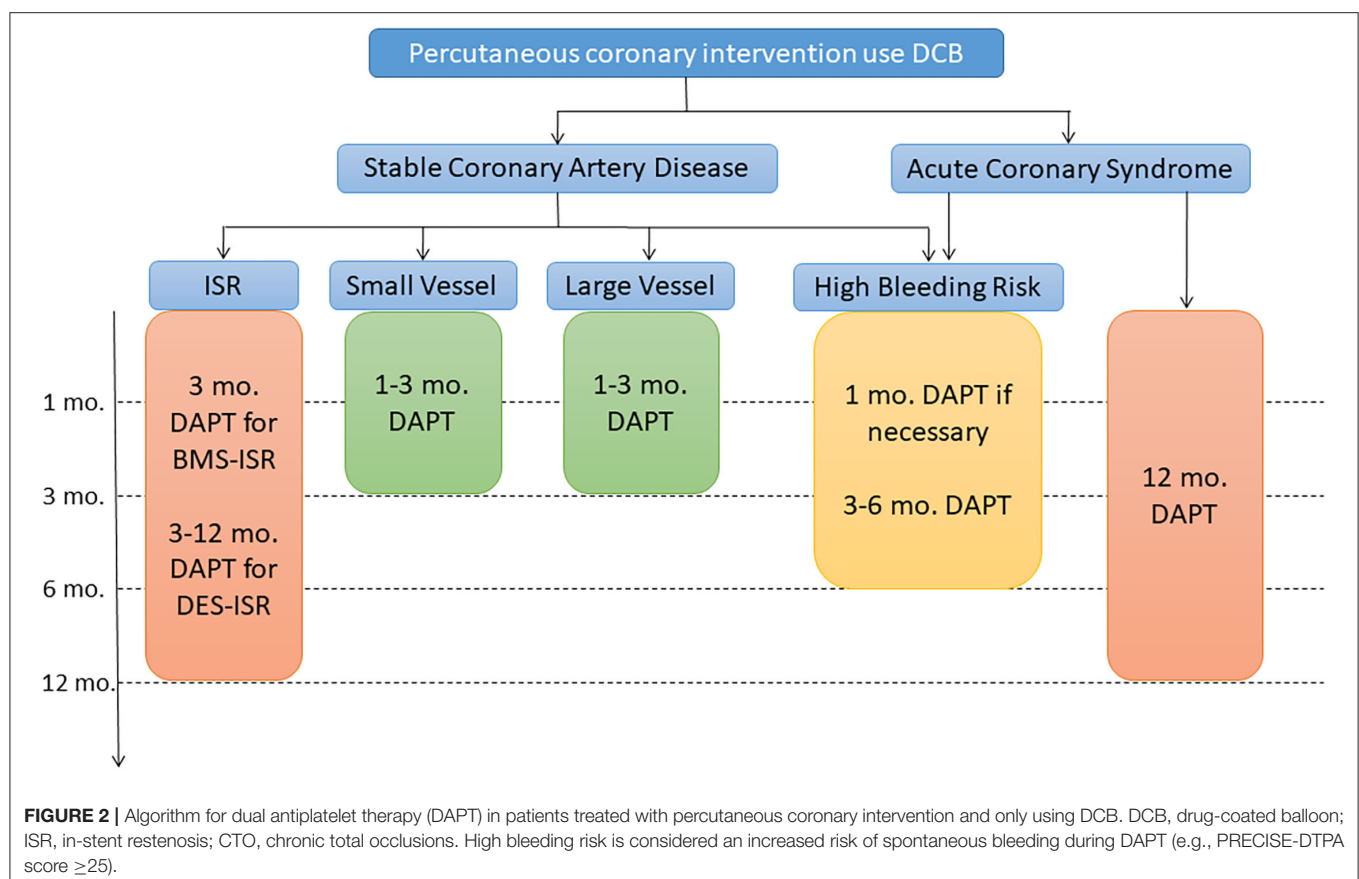 Percutaneous coronary intervention use DCB
Stable Coronary Artery Disease
Acute Coronary Syndrome
ISR
Small Vessel
Large Vessel
High Bleeding Risk
3 mo.
DAPT for
BMS-ISR
3-12 mo.
DAPT for
DES-ISR
1-3 mo.
DAPT
1-3 mo.
DAPT
1 mo. DAPT if
necessary
3-6 mo. DAPT
12 mo.
DAPT
1 mo.
3 mo.
6 mo.
12 mo.
FIGURE 2 | Algorithm for dual antiplatelet therapy (DAPT) in patients treated with percutaneous coronary intervention and only using DCB. DCB, drug-coated balloon;
ISR, in-stent restenosis; CTO, chronic total occlusions. High bleeding risk is considered an increased risk of spontaneous bleeding during DAPT (e.g., PRECISE-DTPA
score ≥25).